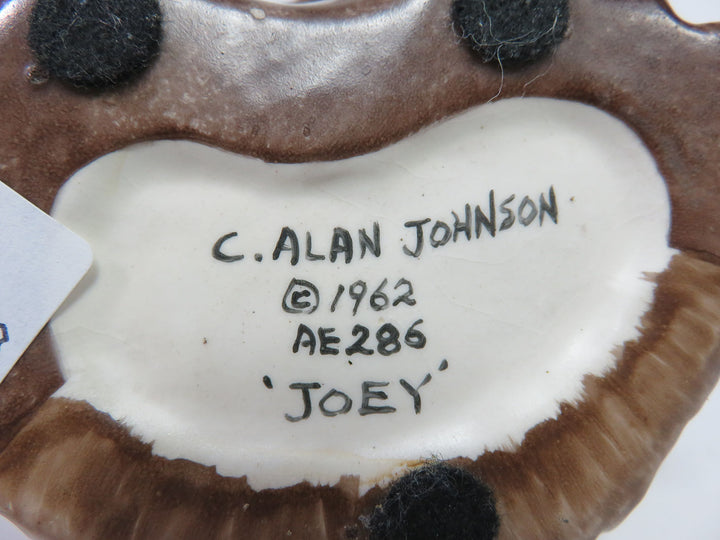 C. ALAN JOHNSON
© 1962
AE286
'JOEY'